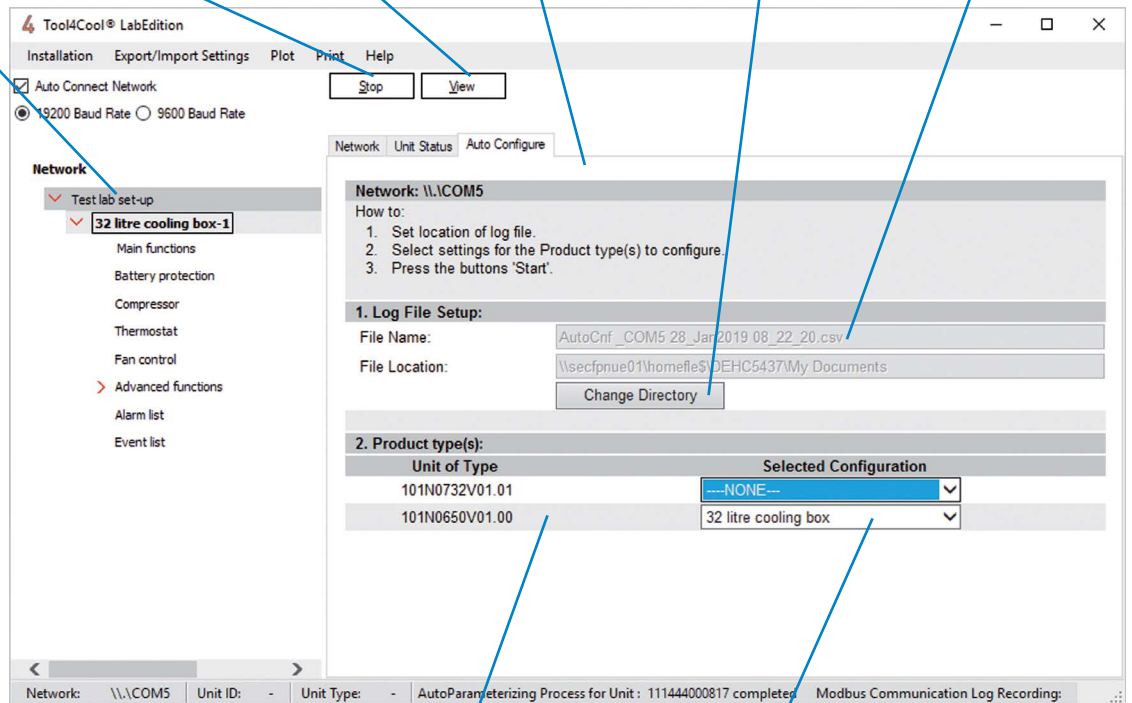 Tool4Cool® LabEdition
Installation Export/Import Settings Plot Print Help
Auto Connect Network
Stop View
19200 Baud Rate 9600 Baud Rate
Network Unit Status Auto Configure
Network
Test lab set-up
32 litre cooling box-1
Main functions
Battery protection
Compressor
Thermostat
Fan control
Advanced functions
Alarm list
Event list
Network: \\.\COM5
How to:
1. Set location of log file.
2. Select settings for the Product type(s) to configure.
3. Press the buttons 'Start'.
1. Log File Setup:
File Name: AutoCnf _COM5 28_Jan2019 08_22_20.csv
File Location: \\secfpnue01\homefle$\DEHC5437\My Documents
Change Directory
2. Product type(s):
Unit of Type Selected Configuration
101N0732V01.01 ----NONE---
101N0650V01.00 32 litre cooling box
Network: \\.\COM5 Unit ID: - Unit Type: - AutoParameterizing Process for Unit : 111444000817 completed Modbus Communication Log Recording: